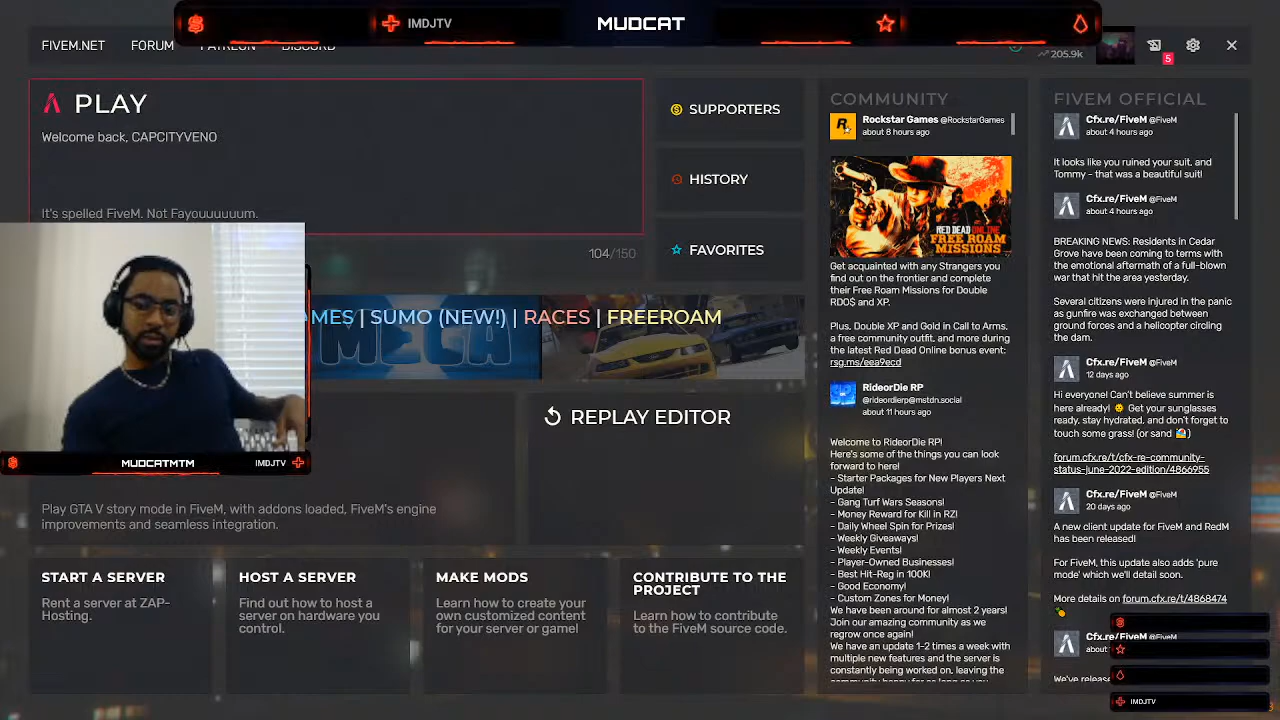 IMDJTV
MUDCAT
FIVEM.NET
FORUM
PATREON
DISCORD
205.9k
5
PLAY
Welcome back, CAPCITYVENO
It's spelled FiveM. Not Fayouuuuuum.
104/150
SUPPORTERS
HISTORY
FAVORITES
MES | SUMO (NEW!) | RACES | FREEROAM
MEGA
REPLAY EDITOR
MUDCATMTM
IMDJTV
Play GTA V story mode in FiveM, with addons loaded, FiveM's engine
improvements and seamless integration.
START A SERVER
Rent a server at ZAP-
Hosting.
HOST A SERVER
Find out how to host a
server on hardware you
control.
MAKE MODS
Learn how to create your
own customized content
for your server or game!
CONTRIBUTE TO THE
PROJECT
Learn how to contribute
to the FiveM source code.
COMMUNITY
Rockstar Games @RockstarGames
about 8 hours ago
RED DEAD ONLINE
FREE ROAM
MISSIONS
Get acquainted with any Strangers you
find out on the frontier and complete
their Free Roam Missions for Double
RDO$ and XP.
Plus, Double XP and Gold in Call to Arms,
a free community outfit, and more during
the latest Red Dead Online bonus event:
rsg.ms/eea9ecd
RideorDie RP
@rideordierp@mstdn.social
about 11 hours ago
Welcome to RideorDie RP!
Here's some of the things you can look
forward to here!
- Starter Packages for New Players Next
Update!
- Gang Turf Wars Seasons!
- Money Reward for Kill in RZ!
- Daily Wheel Spin for Prizes!
- Weekly Giveaways!
- Weekly Events!
- Player-Owned Businesses!
- Best Hit-Reg in 100K!
- Good Economy!
- Custom Zones for Money!
We have been around for almost 2 years!
Join our amazing community as we
regrow once again!
We have an update 1-2 times a week with
multiple new features and the server is
constantly being worked on, leaving the
FIVEM OFFICIAL
Cfx.re/FiveM @FiveM
about 4 hours ago
It looks like you ruined your suit, and
Tommy - that was a beautiful suit!
Cfx.re/FiveM @FiveM
about 4 hours ago
BREAKING NEWS: Residents in Cedar
Grove have been coming to terms with
the emotional aftermath of a full-blown
war that hit the area yesterday.
Several citizens were injured in the panic
as gunfire was exchanged between
ground forces and a helicopter circling
the dam.
Cfx.re/FiveM @FiveM
12 days ago
Hi everyone! Can't believe summer is
here already! Get your sunglasses
ready, stay hydrated, and don't forget to
touch some grass! (or sand)
forum.cfx.re/t/cfx-re-community-
status-june-2022-edition/4866955
Cfx.re/FiveM @FiveM
20 days ago
A new client update for FiveM and RedM
has been released!
For FiveM, this update also adds 'pure
mode' which we'll detail soon.
More details on forum.cfx.re/t/4868474
Cfx.re/FiveM @FiveM
about
We've release
IMDJTV